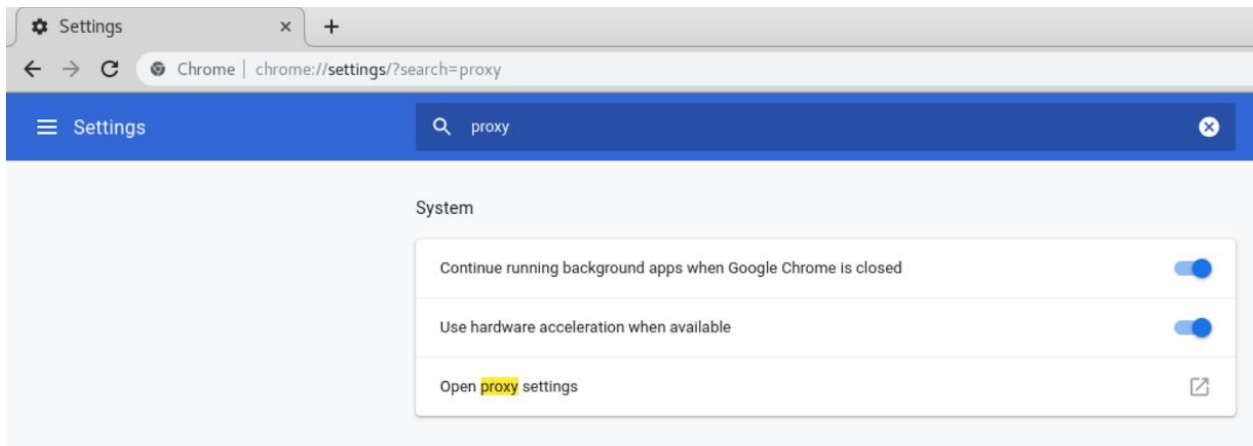 Settings
Chrome | chrome://settings/?search=proxy
Settings
proxy
System
Continue running background apps when Google Chrome is closed
Use hardware acceleration when available
Open proxy settings